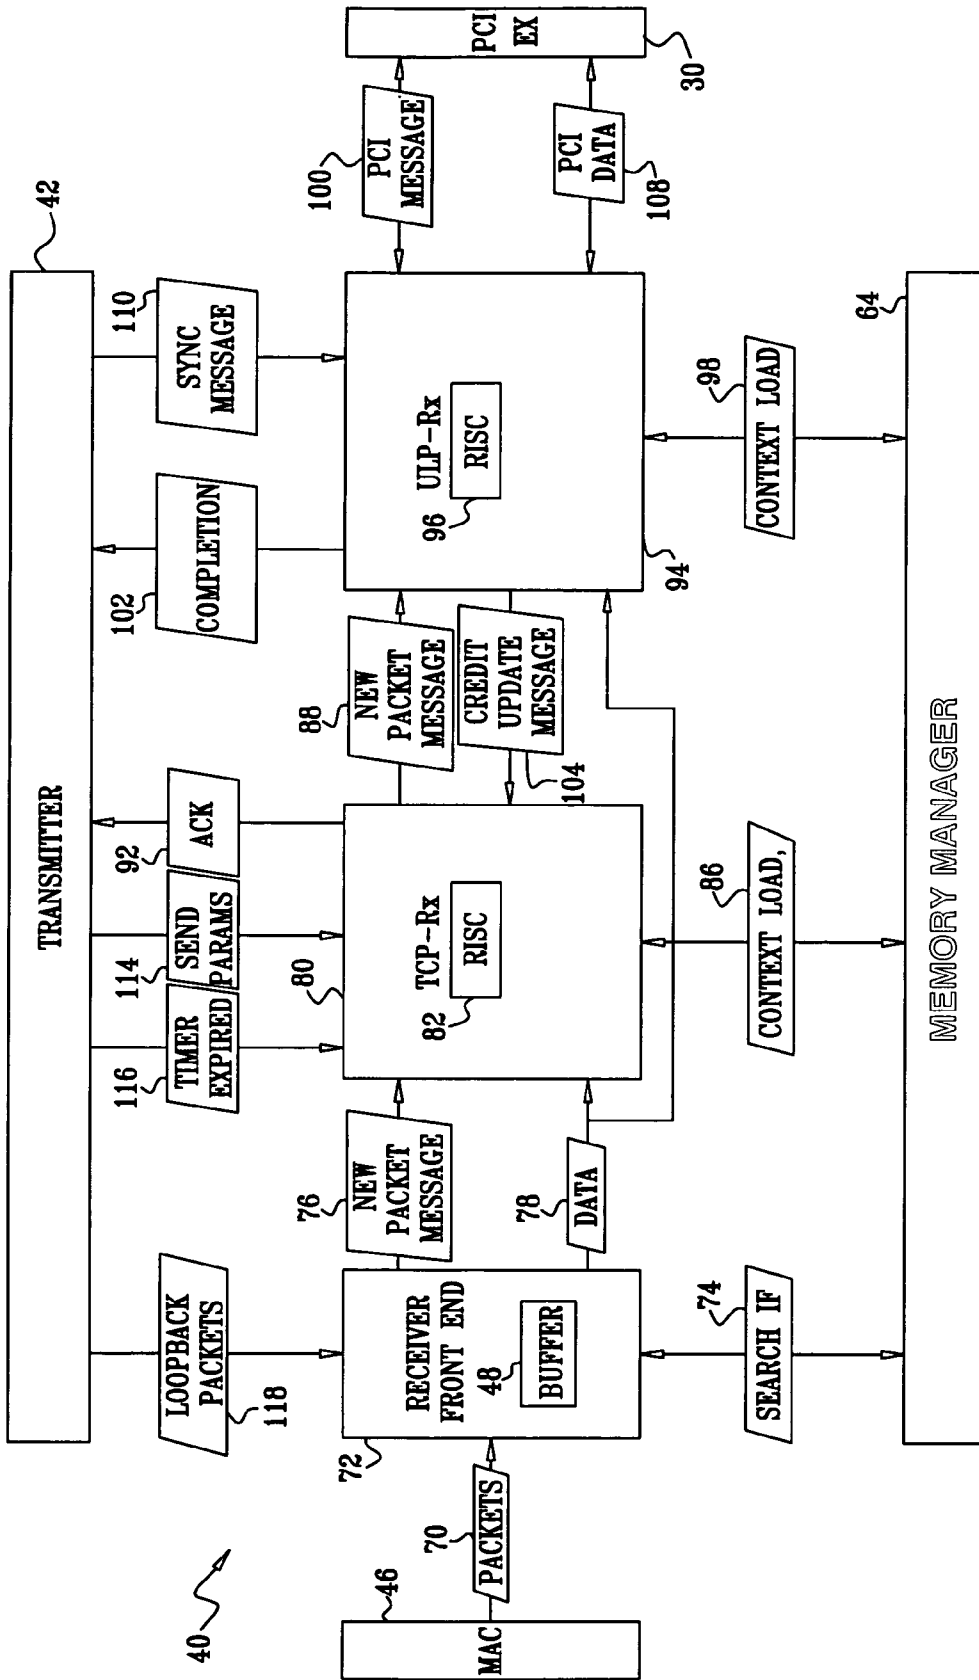 40
42
TRANSMITTER
118
LOOPBACK
PACKETS
116
TIMER
EXPIRED
114
SEND
PARAMS
92
ACK
102
COMPLETION
110
SYNC
MESSAGE
46
MAC
70
PACKETS
72
RECEIVER
FRONT END
48
BUFFER
76
NEW
PACKET
MESSAGE
78
DATA
80
TCP-Rx
RISC
82
88
NEW
PACKET
MESSAGE
CREDIT
UPDATE
MESSAGE
104
ULP-Rx
RISC
96
94
100
PCI
MESSAGE
PCI
DATA
108
PCI
EX
30
74
SEARCH IF
86
CONTEXT LOAD,
98
CONTEXT LOAD
64
MEMORY MANAGER